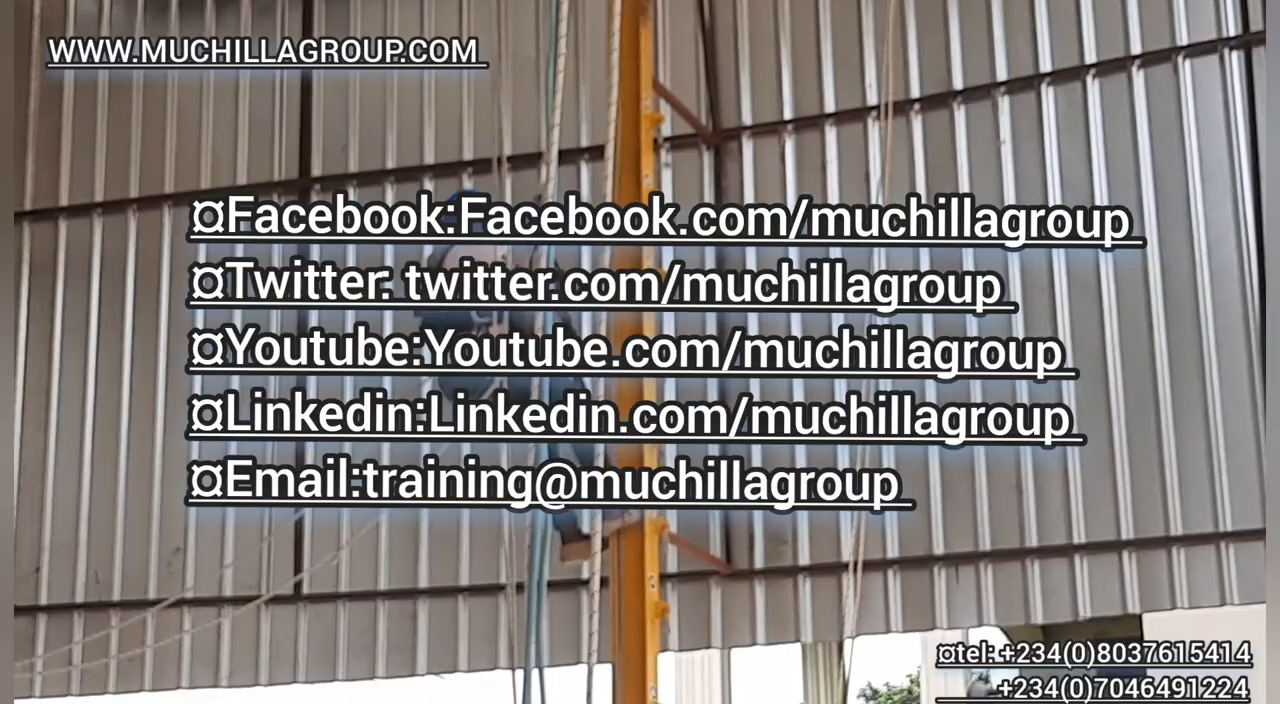 WWW.MUCHILLAGROUP.COM
¤Facebook:Facebook.com/muchillagroup
¤Twitter: twitter.com/muchillagroup
¤Youtube:Youtube.com/muchillagroup
¤Linkedin:Linkedin.com/muchillagroup
¤Email:training@muchillagroup
¤tel: +234(0)8037615414
+234(0)7046491224